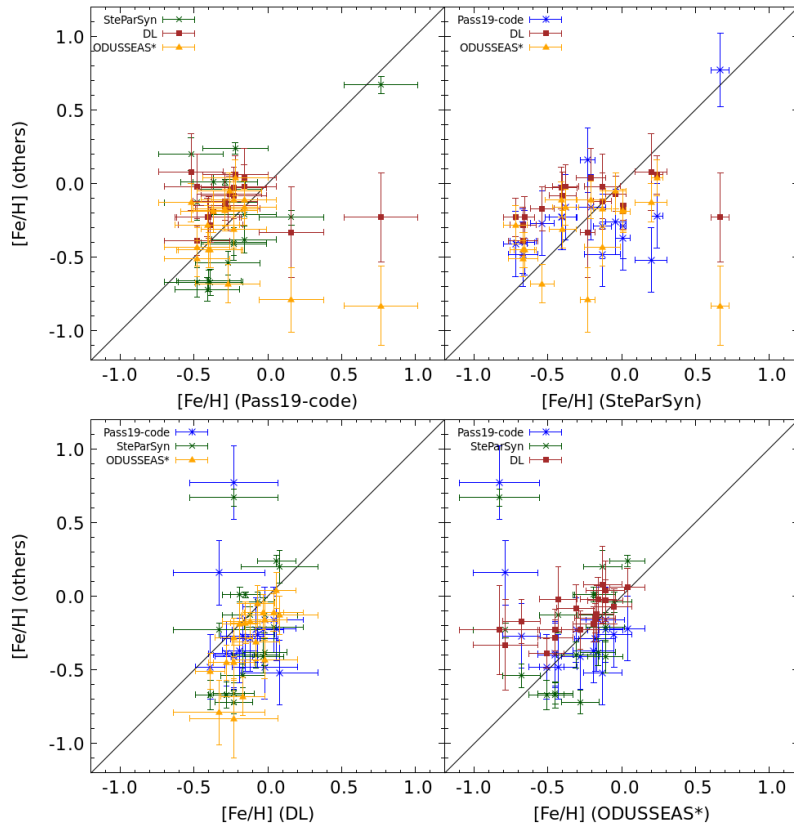 SteParSyn
DL
ODUSSEAS*
Pass19-code
DL
ODUSSEAS*
1.0
0.5
0.0
-0.5
-1.0
[Fe/H] (others)
-1.0 -0.5 0.0 0.5 1.0
-1.0 -0.5 0.0 0.5 1.0
[Fe/H] (Pass19-code)
[Fe/H] (SteParSyn)
Pass19-code
SteParSyn
ODUSSEAS*
Pass19-code
SteParSyn
DL
1.0
0.5
0.0
-0.5
-1.0
[Fe/H] (others)
-1.0 -0.5 0.0 0.5 1.0
-1.0 -0.5 0.0 0.5 1.0
[Fe/H] (DL)
[Fe/H] (ODUSSEAS*)